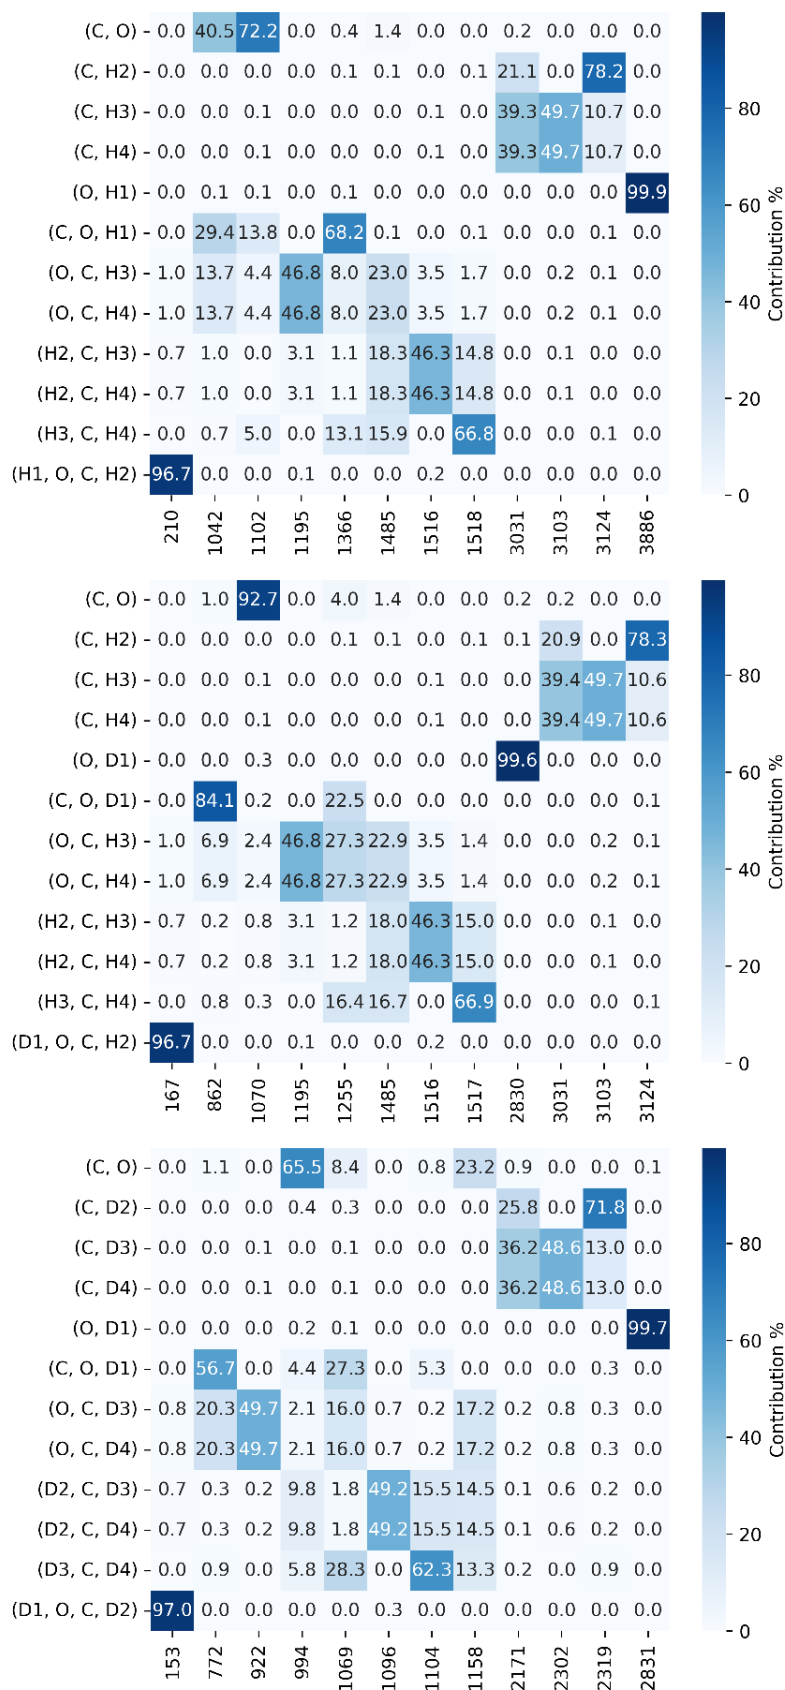 (C, O) 0.0 40.5 72.2 0.0 0.4 1.4 0.0 0.0 0.2 0.0 0.0 0.0
(C, H2) 0.0 0.0 0.0 0.0 0.1 0.1 0.0 0.1 21.1 0.0 78.2 0.0
(C, H3) 0.0 0.0 0.1 0.0 0.0 0.0 0.1 0.0 39.3 49.7 10.7 0.0
(C, H4) 0.0 0.0 0.1 0.0 0.0 0.0 0.1 0.0 39.3 49.7 10.7 0.0
(O, H1) 0.0 0.1 0.1 0.0 0.1 0.0 0.0 0.0 0.0 0.0 0.0 99.9
(C, O, H1) 0.0 29.4 13.8 0.0 68.2 0.1 0.0 0.1 0.0 0.0 0.1 0.0
(O, C, H3) 1.0 13.7 4.4 46.8 8.0 23.0 3.5 1.7 0.0 0.2 0.1 0.0
(O, C, H4) 1.0 13.7 4.4 46.8 8.0 23.0 3.5 1.7 0.0 0.2 0.1 0.0
(H2, C, H3) 0.7 1.0 0.0 3.1 1.1 18.3 46.3 14.8 0.0 0.1 0.0 0.0
(H2, C, H4) 0.7 1.0 0.0 3.1 1.1 18.3 46.3 14.8 0.0 0.1 0.0 0.0
(H3, C, H4) 0.0 0.7 5.0 0.0 13.1 15.9 0.0 66.8 0.0 0.0 0.1 0.0
(H1, O, C, H2) 96.7 0.0 0.0 0.1 0.0 0.0 0.2 0.0 0.0 0.0 0.0 0.0
210 1042 1102 1195 1366 1485 1516 1518 3031 3103 3124 3886
80
60
40
20
0
Contribution %
(C, O) 0.0 1.0 92.7 0.0 4.0 1.4 0.0 0.0 0.2 0.2 0.0 0.0
(C, H2) 0.0 0.0 0.0 0.0 0.1 0.1 0.0 0.1 0.1 20.9 0.0 78.3
(C, H3) 0.0 0.0 0.1 0.0 0.0 0.0 0.1 0.0 0.0 39.4 49.7 10.6
(C, H4) 0.0 0.0 0.1 0.0 0.0 0.0 0.1 0.0 0.0 39.4 49.7 10.6
(O, D1) 0.0 0.0 0.3 0.0 0.0 0.0 0.0 0.0 99.6 0.0 0.0 0.0
(C, O, D1) 0.0 84.1 0.2 0.0 22.5 0.0 0.0 0.0 0.0 0.0 0.0 0.1
(O, C, H3) 1.0 6.9 2.4 46.8 27.3 22.9 3.5 1.4 0.0 0.0 0.2 0.1
(O, C, H4) 1.0 6.9 2.4 46.8 27.3 22.9 3.5 1.4 0.0 0.0 0.2 0.1
(H2, C, H3) 0.7 0.2 0.8 3.1 1.2 18.0 46.3 15.0 0.0 0.0 0.1 0.0
(H2, C, H4) 0.7 0.2 0.8 3.1 1.2 18.0 46.3 15.0 0.0 0.0 0.1 0.0
(H3, C, H4) 0.0 0.8 0.3 0.0 16.4 16.7 0.0 66.9 0.0 0.0 0.0 0.1
(D1, O, C, H2) 96.7 0.0 0.0 0.1 0.0 0.0 0.2 0.0 0.0 0.0 0.0 0.0
167 862 1070 1195 1255 1485 1516 1517 2830 3031 3103 3124
80
60
40
20
0
Contribution %
(C, O) 0.0 1.1 0.0 65.5 8.4 0.0 0.8 23.2 0.9 0.0 0.0 0.1
(C, D2) 0.0 0.0 0.0 0.4 0.3 0.0 0.0 0.0 25.8 0.0 71.8 0.0
(C, D3) 0.0 0.0 0.1 0.0 0.1 0.0 0.0 0.0 36.2 48.6 13.0 0.0
(C, D4) 0.0 0.0 0.1 0.0 0.1 0.0 0.0 0.0 36.2 48.6 13.0 0.0
(O, D1) 0.0 0.0 0.0 0.2 0.1 0.0 0.0 0.0 0.0 0.0 0.0 99.7
(C, O, D1) 0.0 56.7 0.0 4.4 27.3 0.0 5.3 0.0 0.0 0.0 0.3 0.0
(O, C, D3) 0.8 20.3 49.7 2.1 16.0 0.7 0.2 17.2 0.2 0.8 0.3 0.0
(O, C, D4) 0.8 20.3 49.7 2.1 16.0 0.7 0.2 17.2 0.2 0.8 0.3 0.0
(D2, C, D3) 0.7 0.3 0.2 9.8 1.8 49.2 15.5 14.5 0.1 0.6 0.2 0.0
(D2, C, D4) 0.7 0.3 0.2 9.8 1.8 49.2 15.5 14.5 0.1 0.6 0.2 0.0
(D3, C, D4) 0.0 0.9 0.0 5.8 28.3 0.0 62.3 13.3 0.2 0.0 0.9 0.0
(D1, O, C, D2) 97.0 0.0 0.0 0.0 0.0 0.3 0.0 0.0 0.0 0.0 0.0 0.0
153 772 922 994 1069 1096 1104 1158 2171 2302 2319 2831
80
60
40
20
0
Contribution %